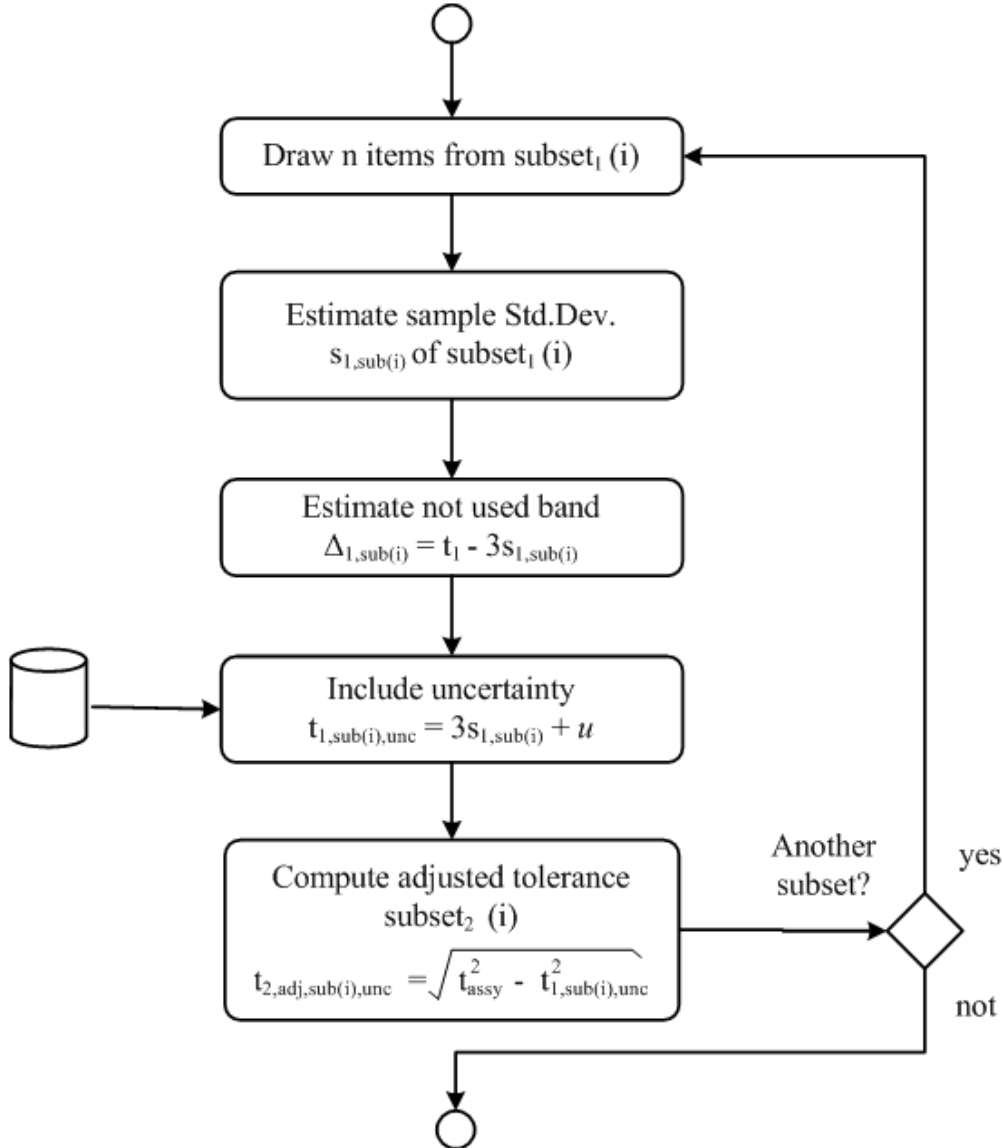 Draw n items from subset₁ (i)
Estimate sample Std.Dev.
s₁,sub(i) of subset₁ (i)
Estimate not used band
Δ₁,sub(i) = t₁ - 3s₁,sub(i)
Include uncertainty
t₁,sub(i),unc = 3s₁,sub(i) + u
Compute adjusted tolerance
subset₂ (i)
t₂,adj,sub(i),unc = √t²assy - t²₁,sub(i),unc
Another
subset?
yes
not